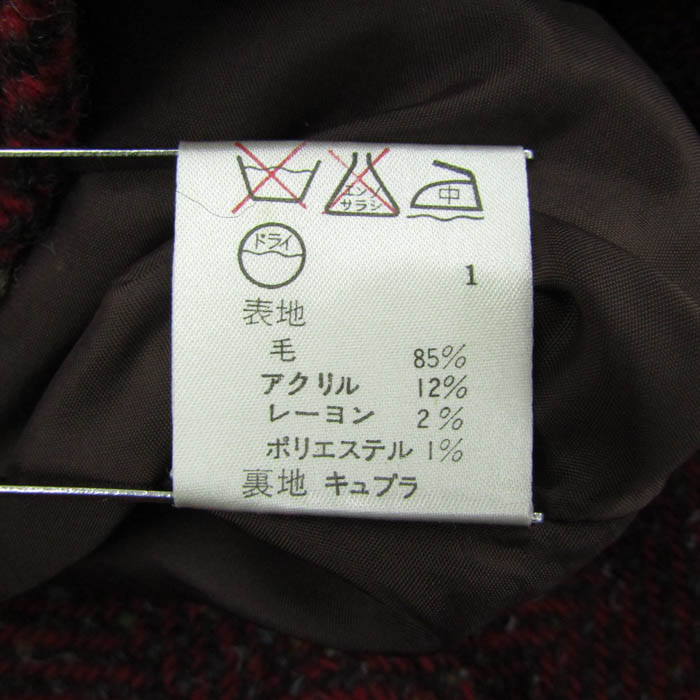 エンソ
サラシ
中
ドライ
1
表地
毛 85%
アクリル 12%
レーヨン 2%
ポリエステル 1%
裏地 キュプラ